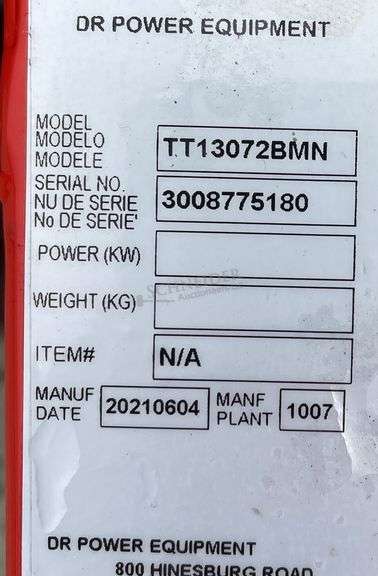 DR POWER EQUIPMENT
MODEL
MODELO
MODELE
TT13072BMN
SERIAL NO.
NU DE SERIE
No DE SERIE'
3008775180
POWER (KW)
WEIGHT (KG)
SCHNEIDER
ITEM#
N/A
MANUF
DATE
20210604
MANF
PLANT
1007
DR POWER EQUIPMENT
800 HINESBURG ROAD